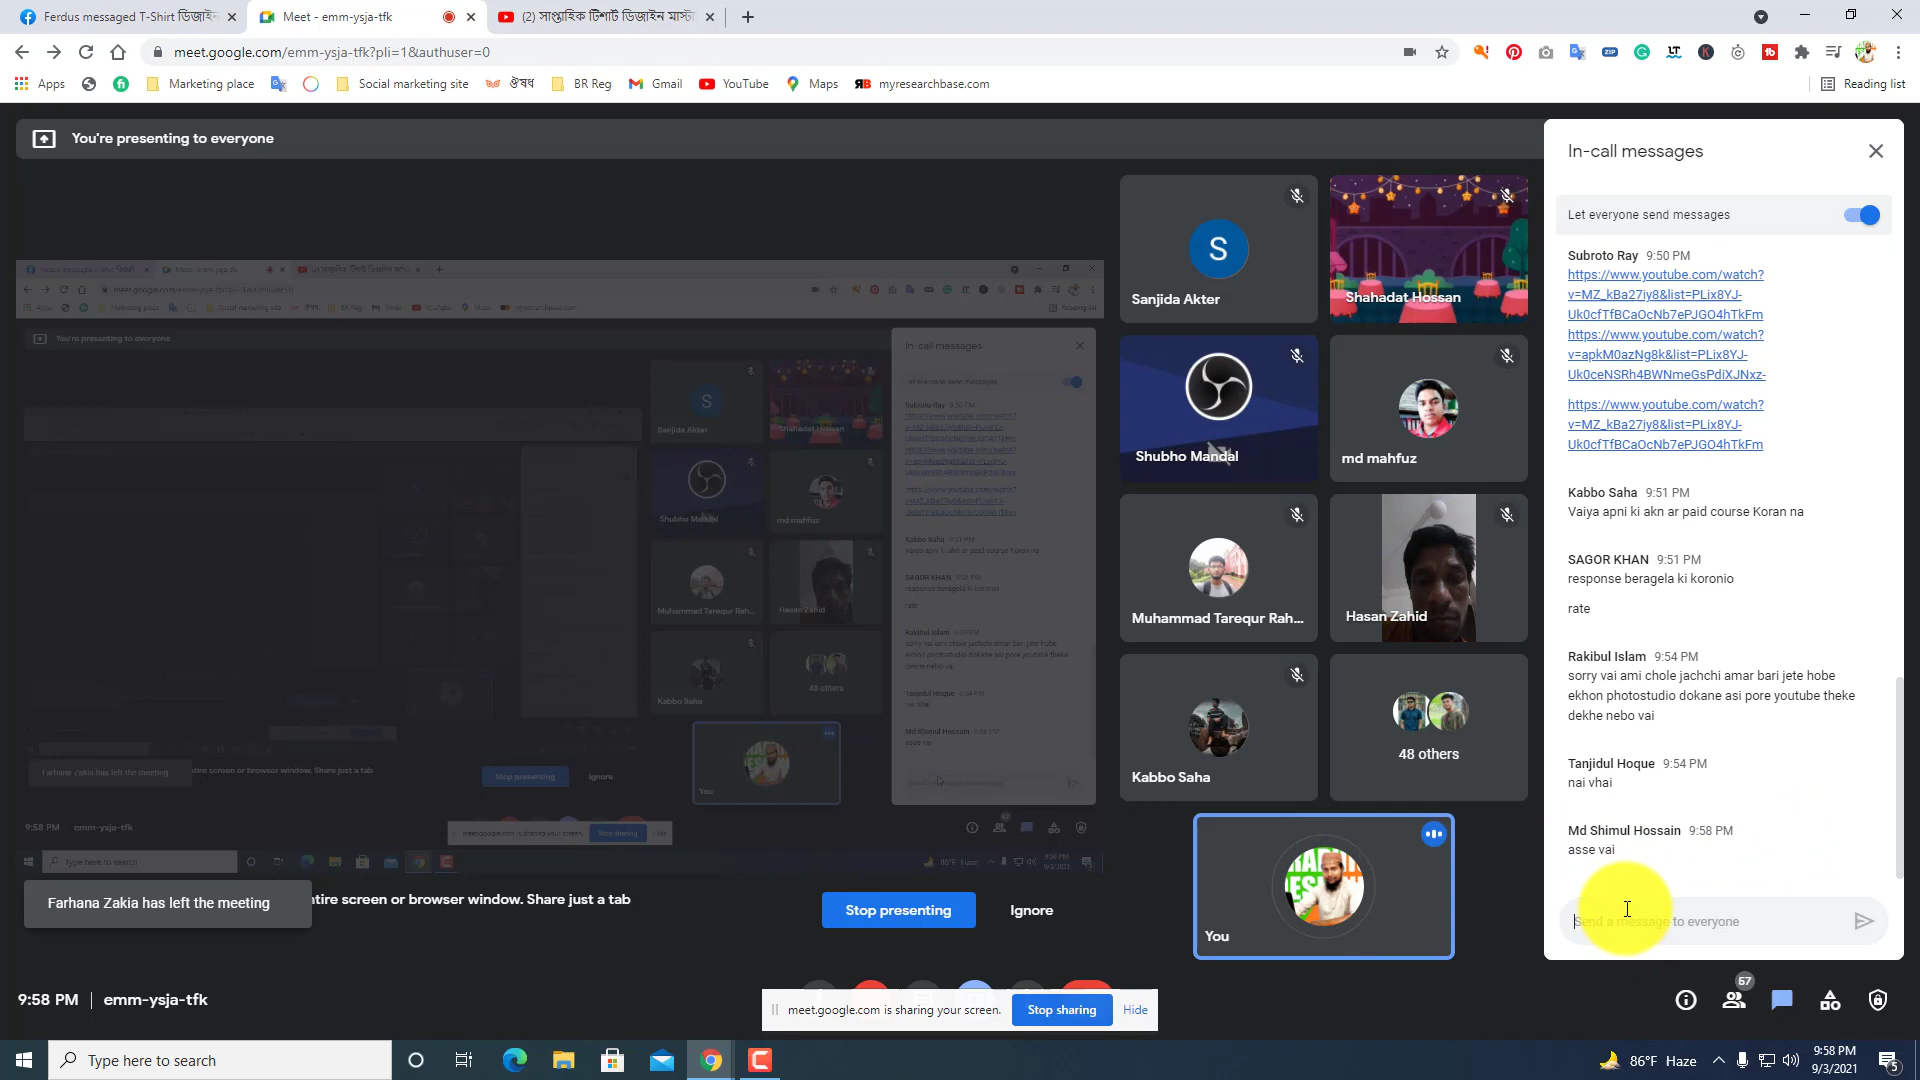 Ferdus messaged T-Shirt ডিজাইন
Meet - emm-ysja-tfk
(2) সাপ্তাহিক টিশার্ট ডিজাইন মাস্টা
meet.google.com/emm-ysja-tfk?pli=1&authuser=0
Apps
Marketing place
Social marketing site
ঔষধ
BR Reg
Gmail
YouTube
Maps
myresearchbase.com
Reading list
You're presenting to everyone
In-call messages
Let everyone send messages
Subroto Ray 9:50 PM
https://www.youtube.com/watch?
v=MZ_kBa27iy8&list=PLix8YJ-
Uk0cfTfBCaOcNb7ePJGO4hTkFm
https://www.youtube.com/watch?
v=apkM0azNg8k&list=PLix8YJ-
Uk0ceNSRh4BWNmeGsPdiXJNxz-
https://www.youtube.com/watch?
v=MZ_kBa27iy8&list=PLix8YJ-
Uk0cfTfBCaOcNb7ePJGO4hTkFm
Kabbo Saha 9:51 PM
Vaiya apni ki akn ar paid course Koran na
SAGOR KHAN 9:51 PM
response beragela ki koronio
rate
Rakibul Islam 9:54 PM
sorry vai ami chole jachchi amar bari jete hobe
ekhon photostudio dokane asi pore youtube theke
dekhe nebo vai
Tanjidul Hoque 9:54 PM
nai vhai
Md Shimul Hossain 9:58 PM
asse vai
Send a message to everyone
S
Sanjida Akter
Shahadat Hossan
Shubho Mandal
md mahfuz
Muhammad Tarequr Rah...
Hasan Zahid
Kabbo Saha
48 others
You
Farhana Zakia has left the meeting
ntire screen or browser window. Share just a tab
Stop presenting
Ignore
9:58 PM | emm-ysja-tfk
meet.google.com is sharing your screen.
Stop sharing
Hide
57
Type here to search
86°F Haze
9:58 PM
9/3/2021
5